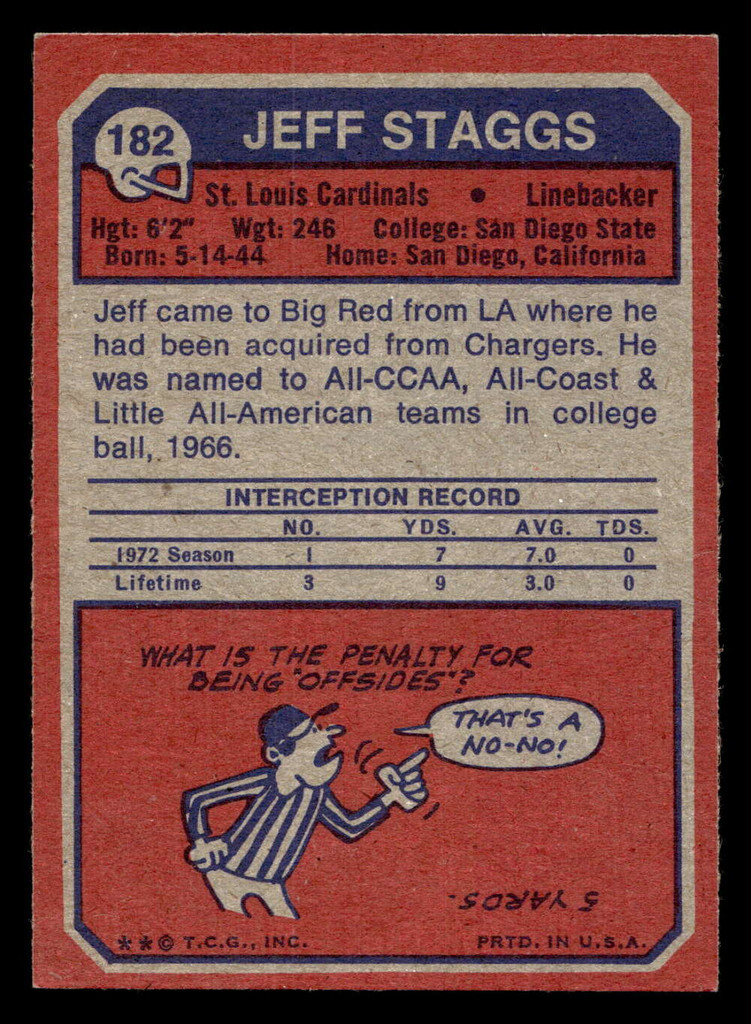 182
JEFF STAGGS
St. Louis Cardinals • Linebacker
Hgt: 6'2" Wgt: 246 College: San Diego State
Born: 5-14-44 Home: San Diego, California
Jeff came to Big Red from LA where he
had been acquired from Chargers. He
was named to All-CCAA, All-Coast &
Little All-American teams in college
ball, 1966.
INTERCEPTION RECORD
NO. YDS. AVG. TDS.
1972 Season 1 7 7.0 0
Lifetime 3 9 3.0 0
WHAT IS THE PENALTY FOR
BEING "OFFSIDES"?
THAT'S A
NO-NO!
5 YARDS.
**© T.C.G., INC. PRTD. IN U.S.A.